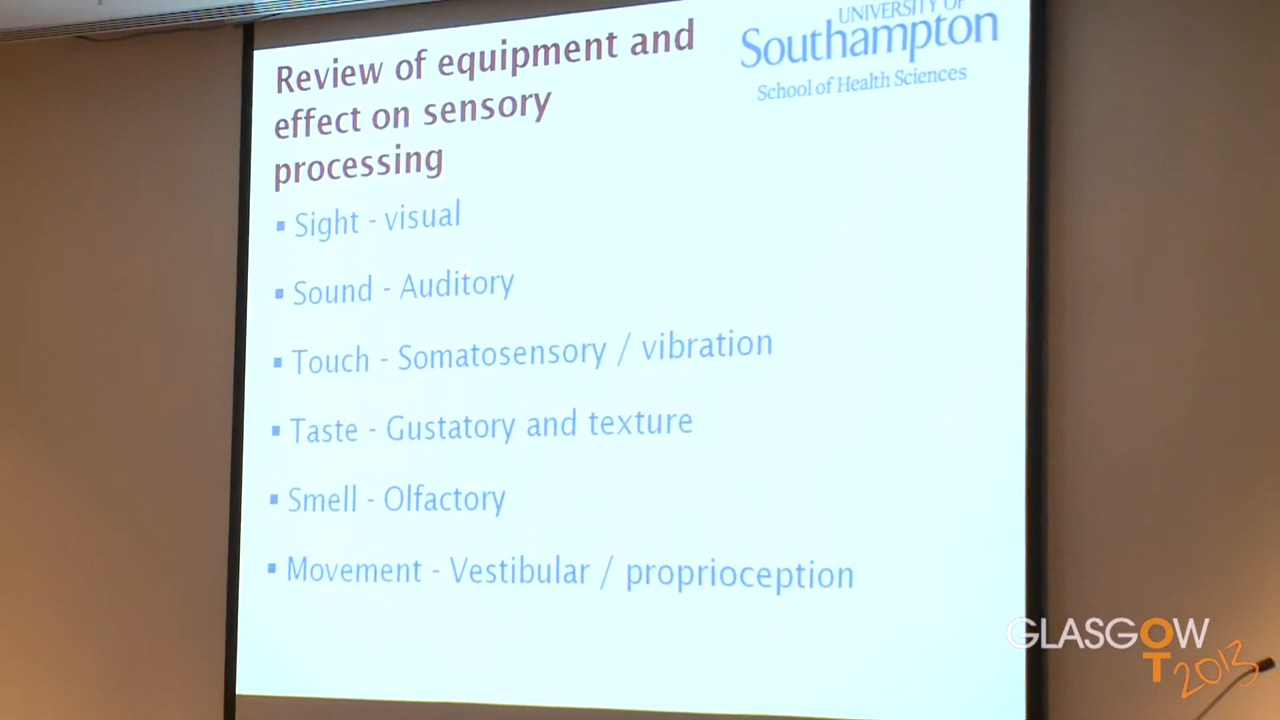 Review of equipment and
effect on sensory
processing
UNIVERSITY OF
Southampton
School of Health Sciences
▪ Sight - visual
▪ Sound - Auditory
▪ Touch - Somatosensory / vibration
▪ Taste - Gustatory and texture
▪ Smell - Olfactory
▪ Movement - Vestibular / proprioception
GLASGOW
OT 2013